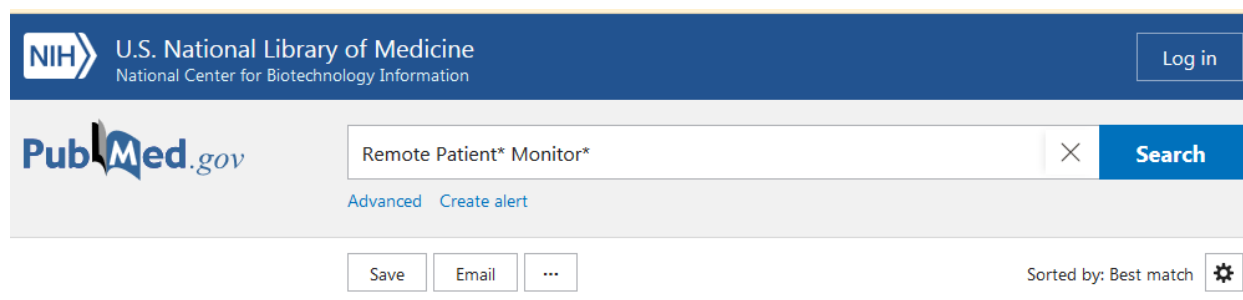 NIH U.S. National Library of Medicine
National Center for Biotechnology Information
Log in
PubMed.gov
Remote Patient* Monitor*
Search
Advanced Create alert
Save Email ...
Sorted by: Best match